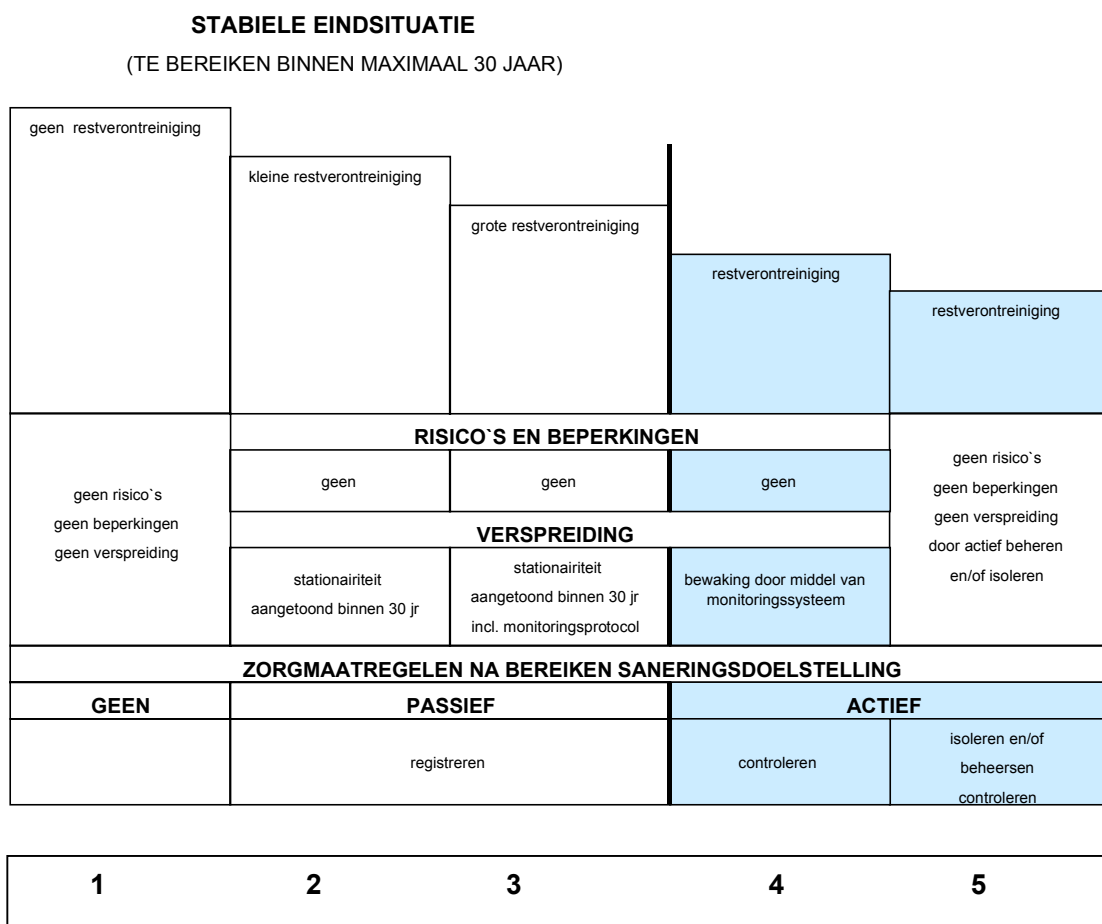 STABIELE EINDSITUATIE
(TE BEREIKEN BINNEN MAXIMAAL 30 JAAR)
geen restverontreiniging
kleine restverontreiniging
grote restverontreiniging
restverontreiniging
restverontreiniging
RISICO`S EN BEPERKINGEN
geen risico`s
geen beperkingen
geen verspreiding
geen
geen
geen
geen risico`s
geen beperkingen
geen verspreiding
door actief beheren
en/of isoleren
VERSPREIDING
stationairiteit
aangetoond binnen 30 jr
stationairiteit
aangetoond binnen 30 jr
incl. monitoringsprotocol
bewaking door middel van
monitoringssysteem
ZORGMAATREGELEN NA BEREIKEN SANERINGSDOELSTELLING
GEEN
PASSIEF
ACTIEF
registreren
controleren
isoleren en/of
beheersen
controleren
1
2
3
4
5